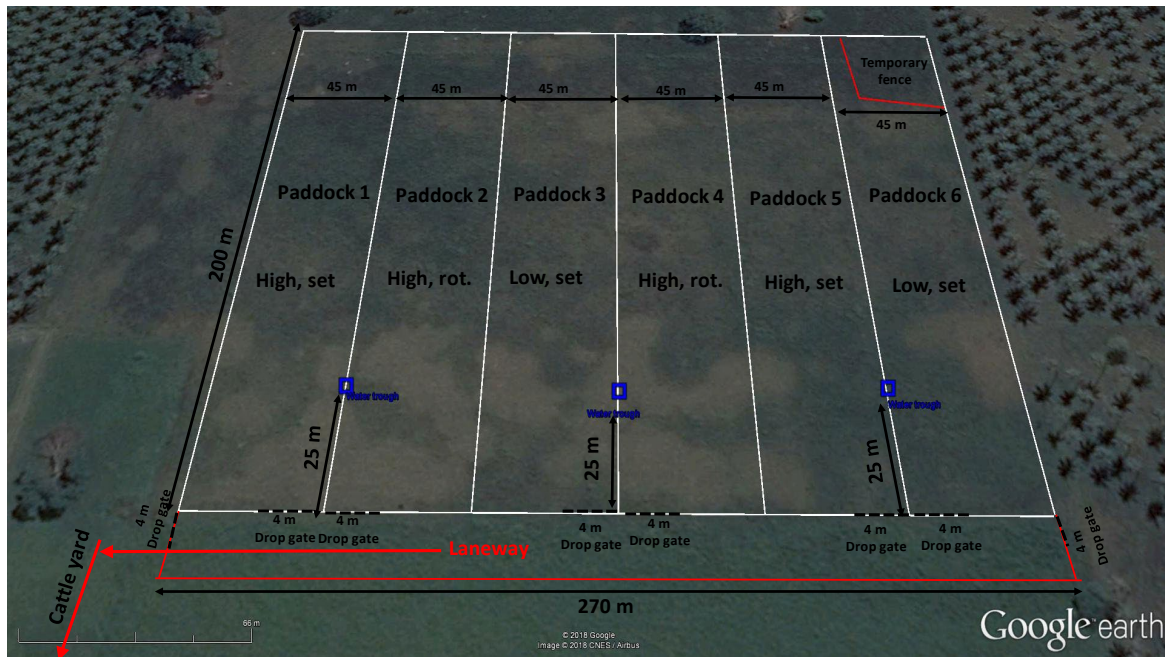 Temporary
fence
45 m
45 m
45 m
45 m
45 m
45 m
Paddock 1
Paddock 2
Paddock 3
Paddock 4
Paddock 5
Paddock 6
200 m
High, set
High, rot.
Low, set
High, rot.
High, set
Low, set
Water trough
Water trough
Water trough
25 m
25 m
25 m
4 m
Drop gate
4 m
Drop gate
4 m
Drop gate
4 m
Drop gate
4 m
Drop gate
4 m
Drop gate
4 m
Drop gate
4 m
Drop gate
Laneway
Cattle yard
270 m
66 m
© 2018 Google
Image © 2018 CNES / Airbus
Google earth